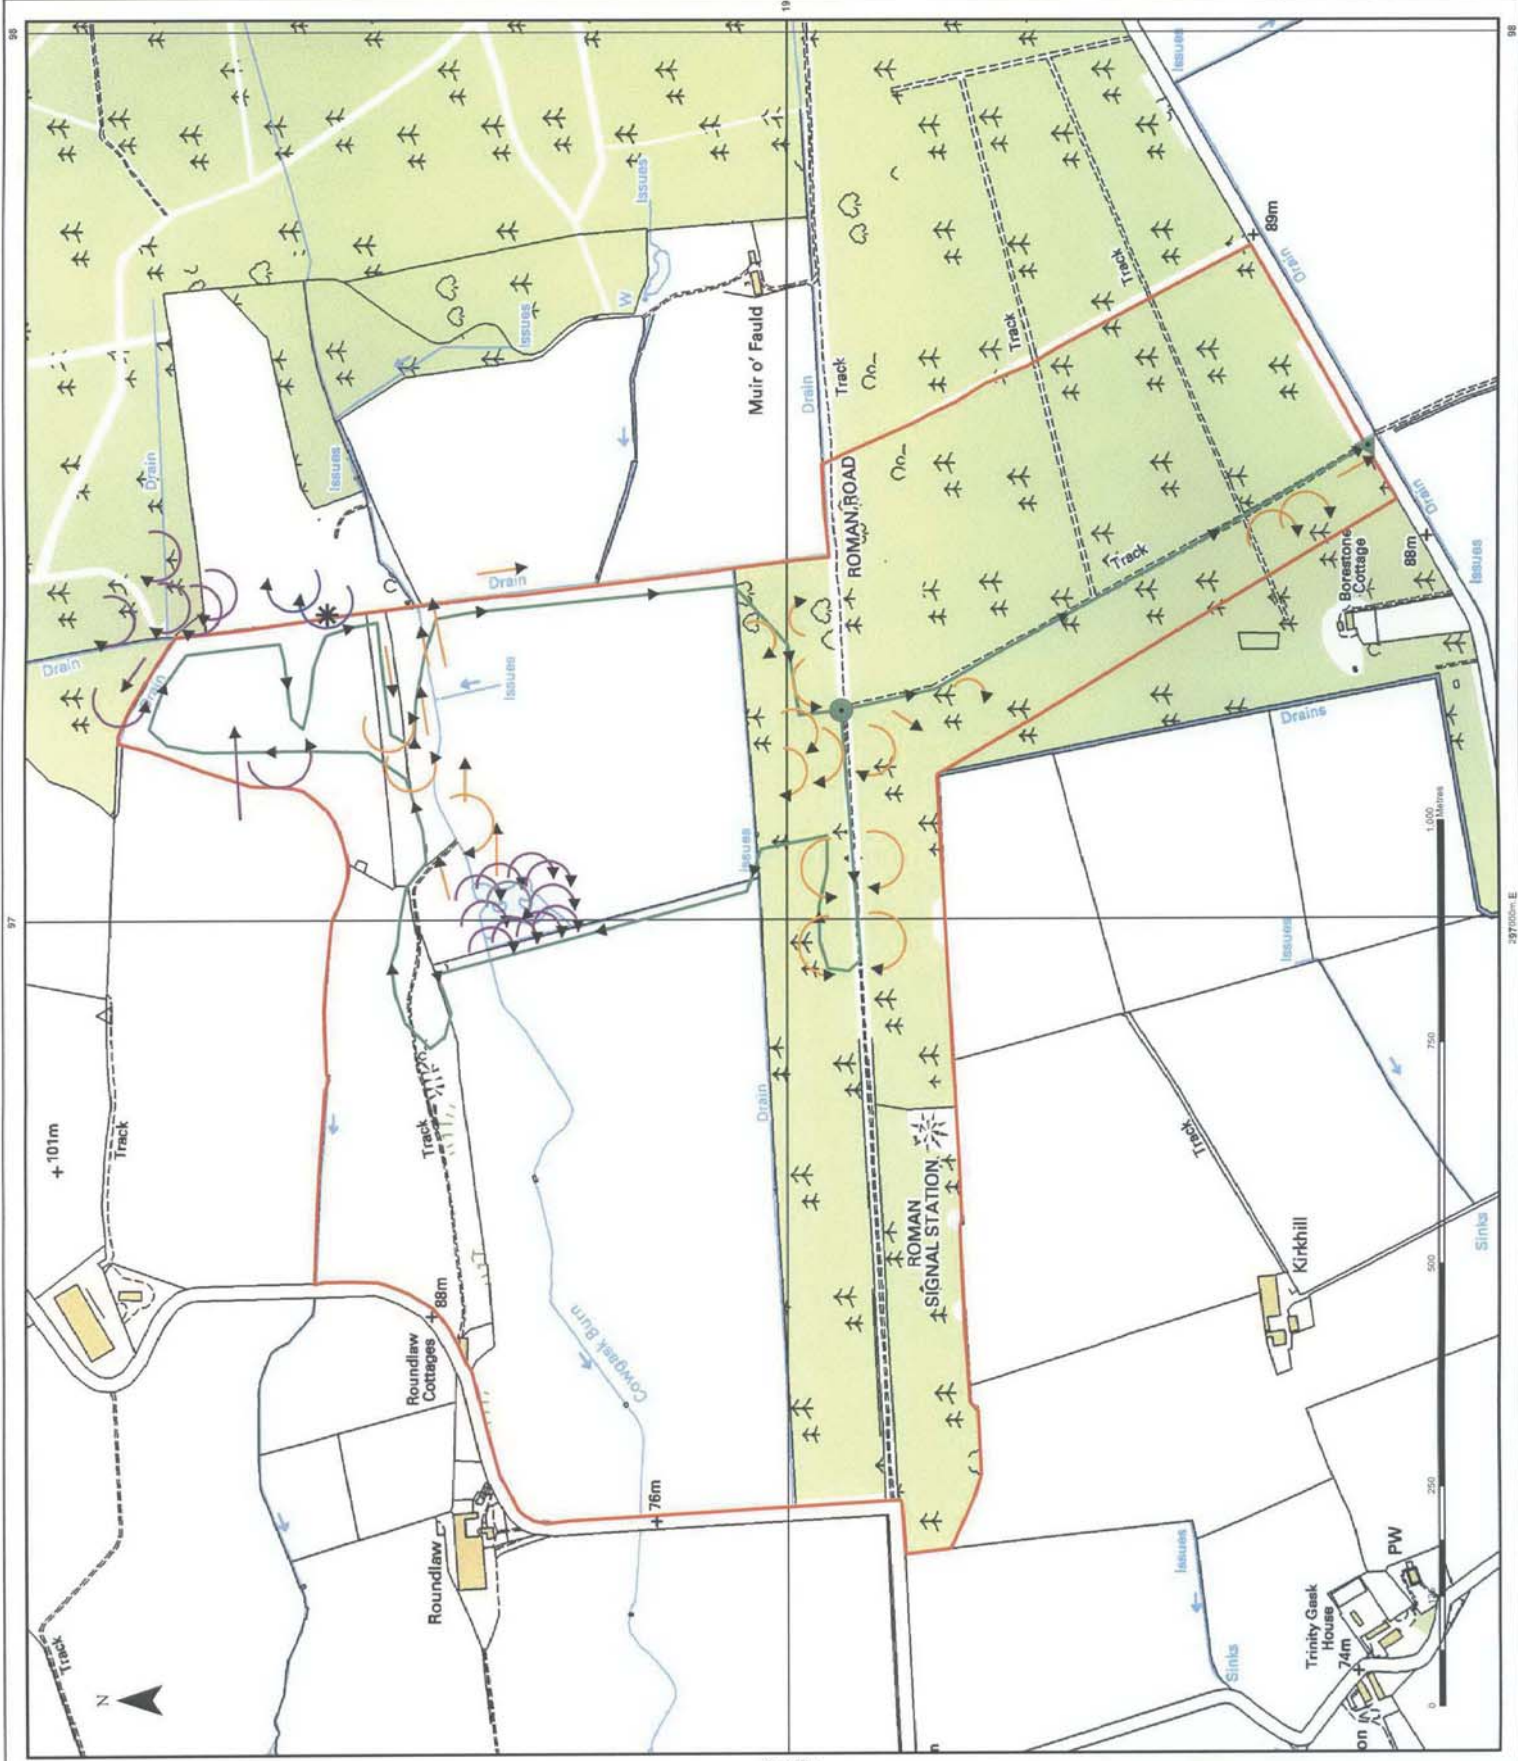 98
19
98
Issues
Issues
89m
Drain
Track
Track
W
Issues
Muir o' Fauld
Drain
Track
Drain
Issues
ROMAN ROAD
Drain
Track
Drain
88m
Issues
Borestone
Cottage
Drain
Drain
Issues
Drains
Issues
Issues
97
297000m E
1,000
Metres
750
500
250
0
Track
Drain
101m
Track
Track
ROMAN
SIGNAL STATION
Kirkhill
Sinks
88m
Roundlaw
Cottages
Cowgask Burn
76m
Roundlaw
Issues
PW
Trinity Gask
House
74m
Sinks
Track
N